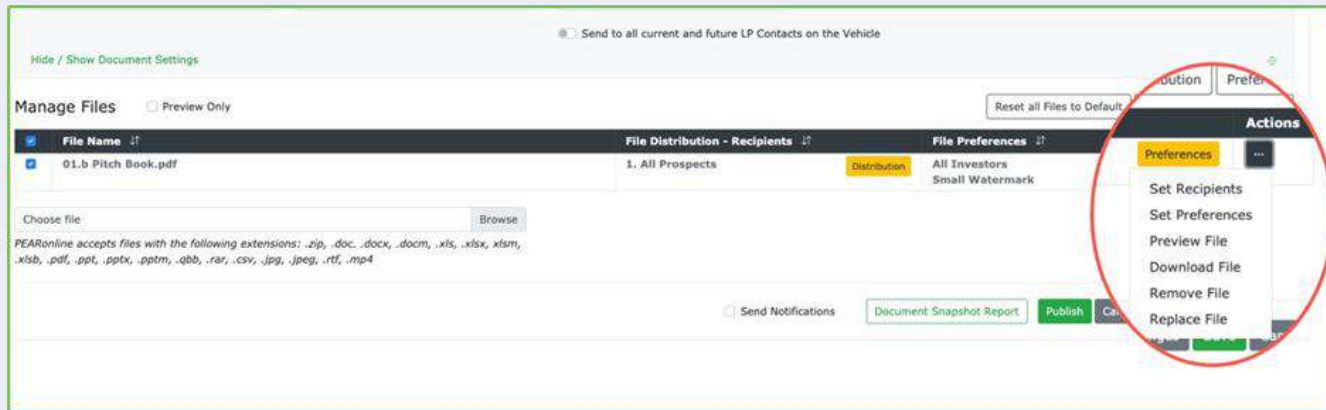 Send to all current and future LP Contacts on the Vehicle
Hide / Show Document Settings
Manage Files
Preview Only
Reset all Files to Default
File Name
File Distribution - Recipients
File Preferences
Actions
01.b Pitch Book.pdf
1. All Prospects
Distribution
All Investors
Small Watermark
Preferences
...
Set Recipients
Set Preferences
Preview File
Download File
Remove File
Replace File
Choose file
Browse
PEARonline accepts files with the following extensions: .zip, .doc, .docx, .docm, .xls, .xlsx, xlsm,
.xlsb, .pdf, .ppt, .pptx, .pptm, .qbb, .rar, .csv, .jpg, .jpeg, .rtf, .mp4
Send Notifications
Document Snapshot Report
Publish